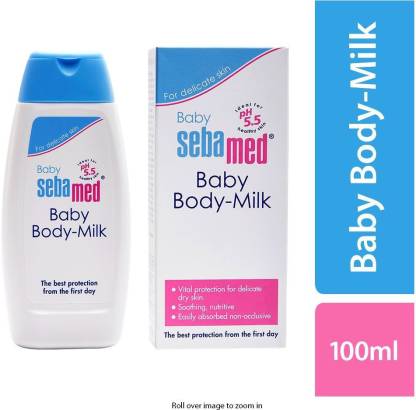 For delicate skin
Baby
ideal for
pH
5.5
healthy skin
sebamed®
Baby
Body-Milk
The best protection
from the first day
For delicate skin
Baby
ideal for
pH
5.5
healthy skin
sebamed®
Baby
Body-Milk
• Vital protection for delicate
dry skin
• Soothing, nutritive
• Easily absorbed non-occlusive
The best protection from the first day
Baby Body-Milk
100ml
Roll over image to zoom in